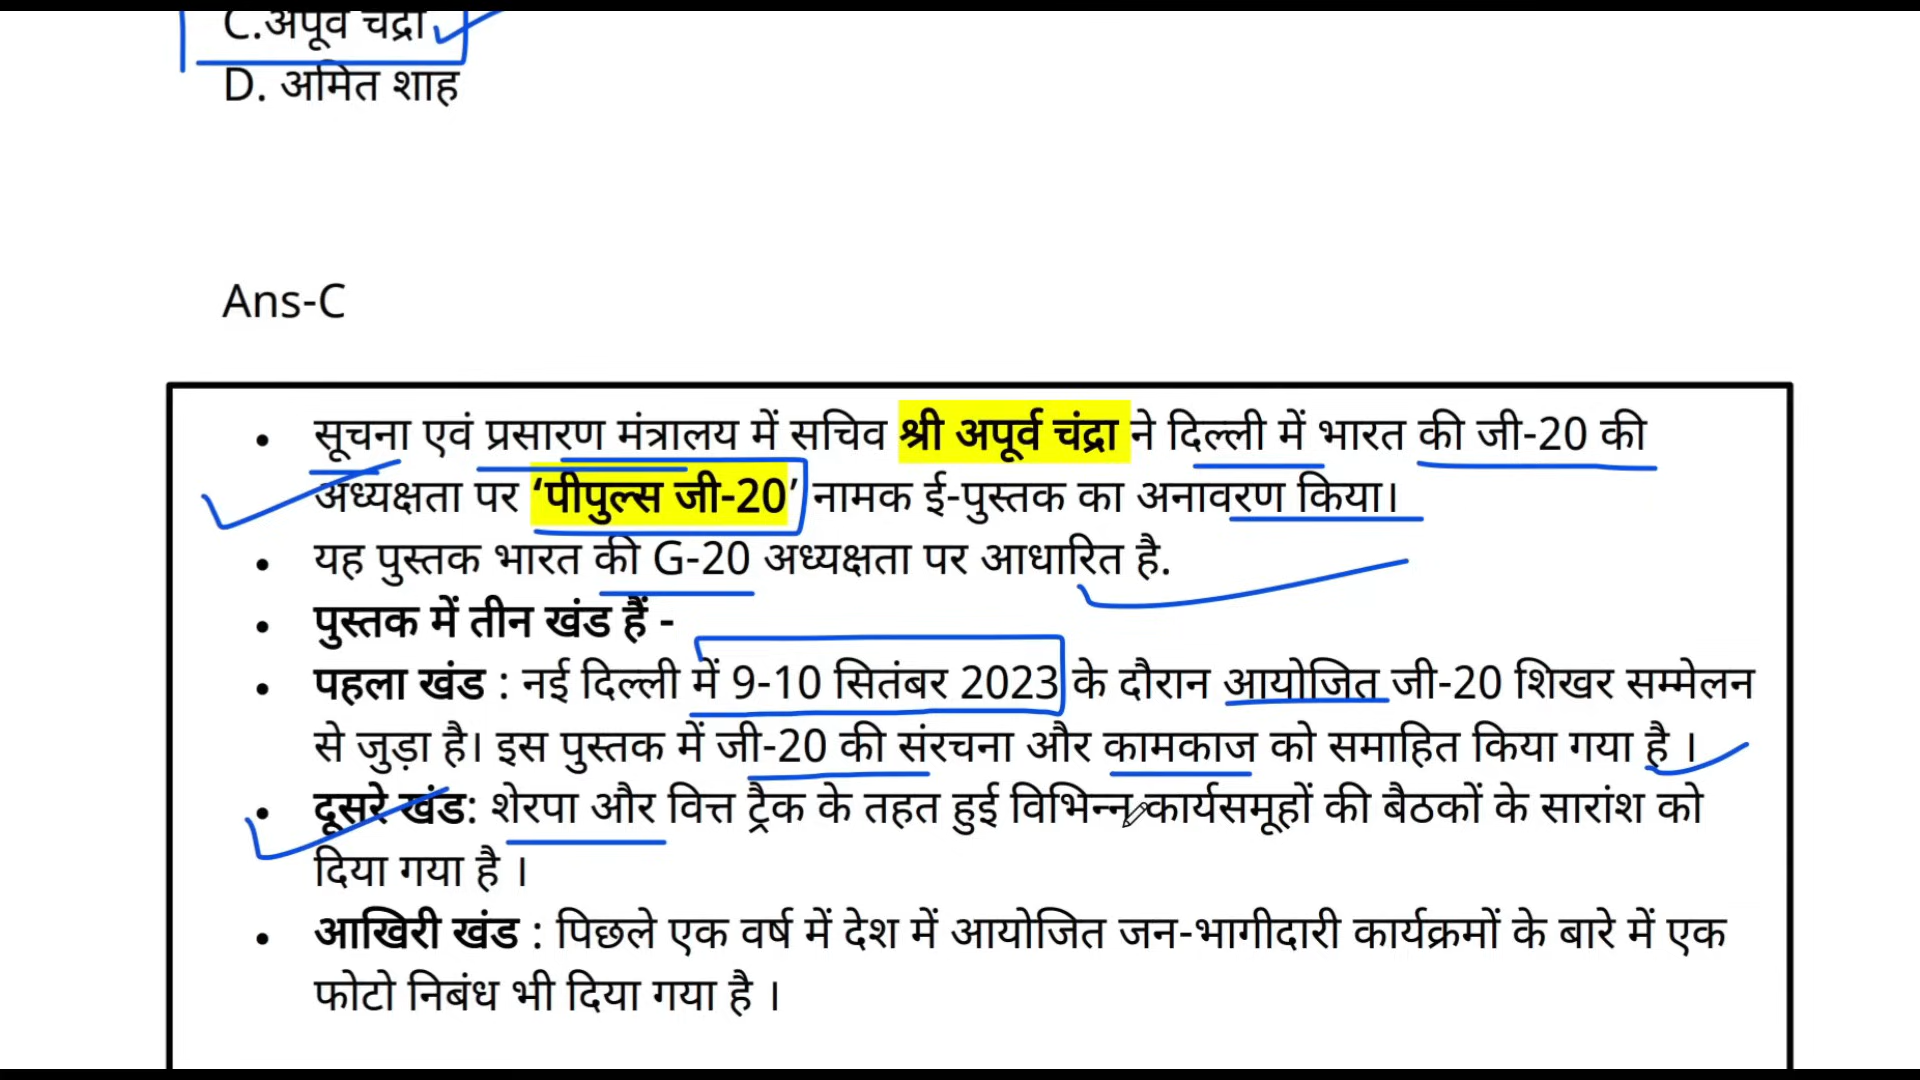 C.अपूर्व चंद्रा
D. अमित शाह
Ans-C
• सूचना एवं प्रसारण मंत्रालय में सचिव श्री अपूर्व चंद्रा ने दिल्ली में भारत की जी-20 की
अध्यक्षता पर ‘पीपुल्स जी-20’ नामक ई-पुस्तक का अनावरण किया।
• यह पुस्तक भारत की G-20 अध्यक्षता पर आधारित है.
• पुस्तक में तीन खंड हैं -
• पहला खंड : नई दिल्ली में 9-10 सितंबर 2023 के दौरान आयोजित जी-20 शिखर सम्मेलन
से जुड़ा है। इस पुस्तक में जी-20 की संरचना और कामकाज को समाहित किया गया है ।
• दूसरे खंड: शेरपा और वित्त ट्रैक के तहत हुई विभिन्न कार्यसमूहों की बैठकों के सारांश को
दिया गया है ।
• आखिरी खंड : पिछले एक वर्ष में देश में आयोजित जन-भागीदारी कार्यक्रमों के बारे में एक
फोटो निबंध भी दिया गया है ।